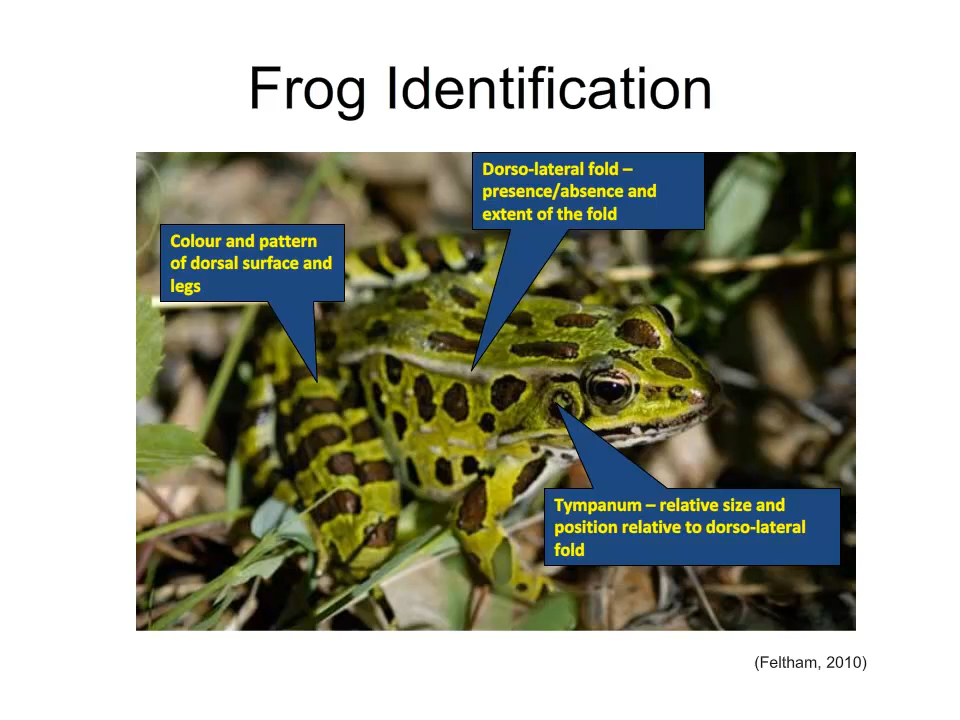 Frog Identification
Dorso-lateral fold –
presence/absence and
extent of the fold
Colour and pattern
of dorsal surface and
legs
Tympanum – relative size and
position relative to dorso-lateral
fold
(Feltham, 2010)